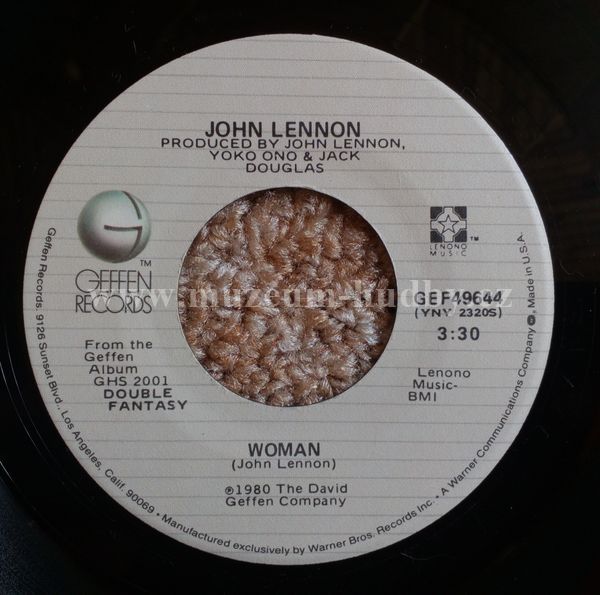 JOHN LENNON
PRODUCED BY JOHN LENNON,
YOKO ONO & JACK
DOUGLAS
G
™
GEFFEN
RECORDS
LENONO
MUSIC
™
www.muzeum-hudby.cz
GEF49644
(YNY 2320S)
3:30
From the
Geffen
Album
GHS 2001
DOUBLE
FANTASY
Lenono
Music-
BMI
WOMAN
(John Lennon)
℗1980 The David
Geffen Company
Geffen Records, 9126 Sunset Blvd., Los Angeles, Calif. 90069 • Manufactured exclusively by Warner Bros. Records Inc. • A Warner Communications Company Made in U.S.A.